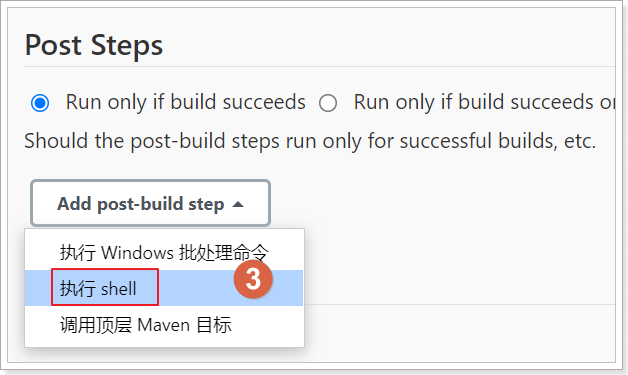 Post Steps
Run only if build succeeds Run only if build succeeds or
Should the post-build steps run only for successful builds, etc.
Add post-build step
执行 Windows 批处理命令
执行 shell
3
调用顶层 Maven 目标